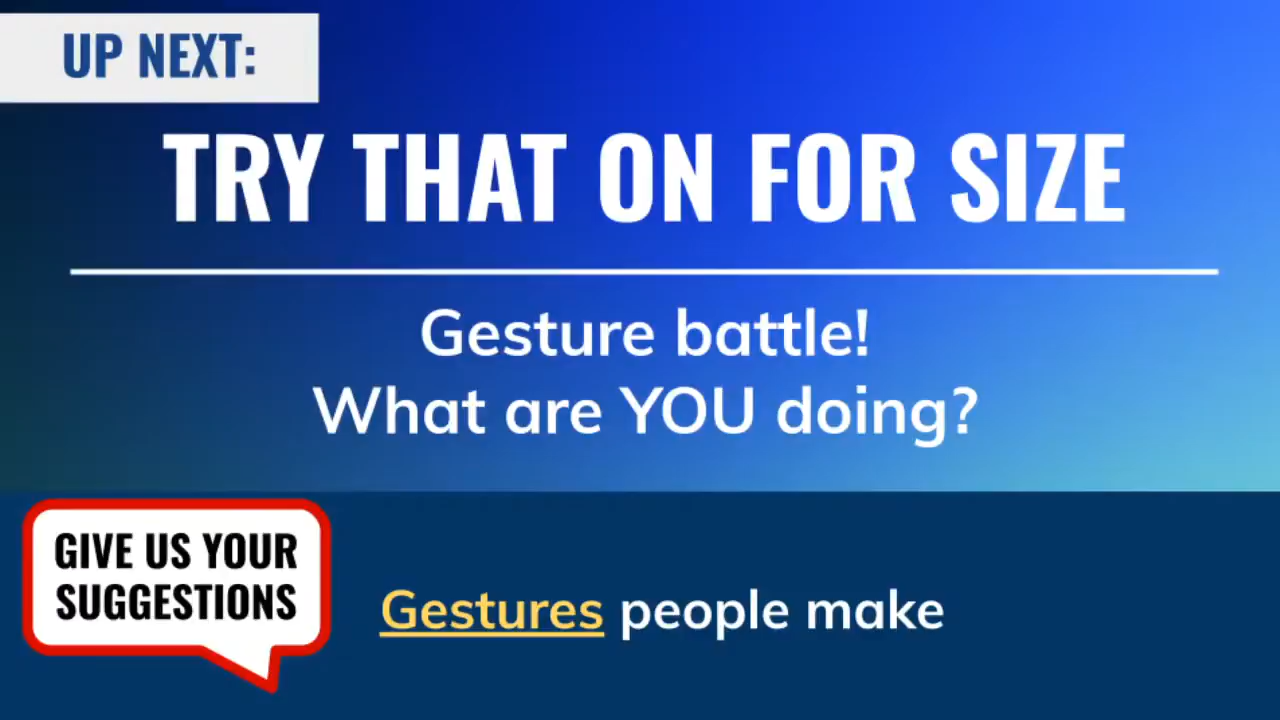 UP NEXT:
TRY THAT ON FOR SIZE
Gesture battle!
What are YOU doing?
GIVE US YOUR
SUGGESTIONS
Gestures people make